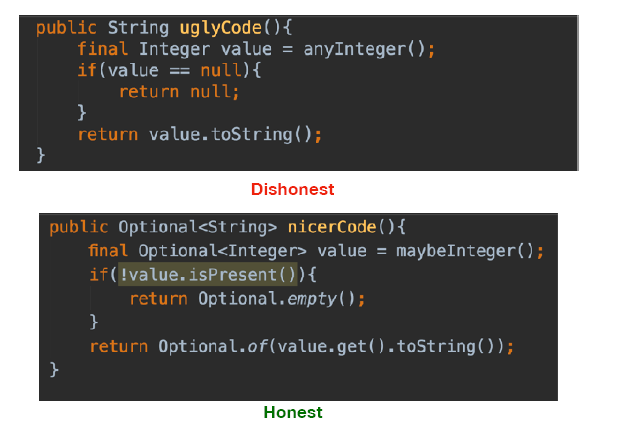 public String uglyCode(){
final Integer value = anyInteger();
if(value == null){
return null;
}
return value.toString();
}
Dishonest
public Optional<String> nicerCode(){
final Optional<Integer> value = maybeInteger();
if(!value.isPresent()){
return Optional.empty();
}
return Optional.of(value.get().toString());
}
Honest